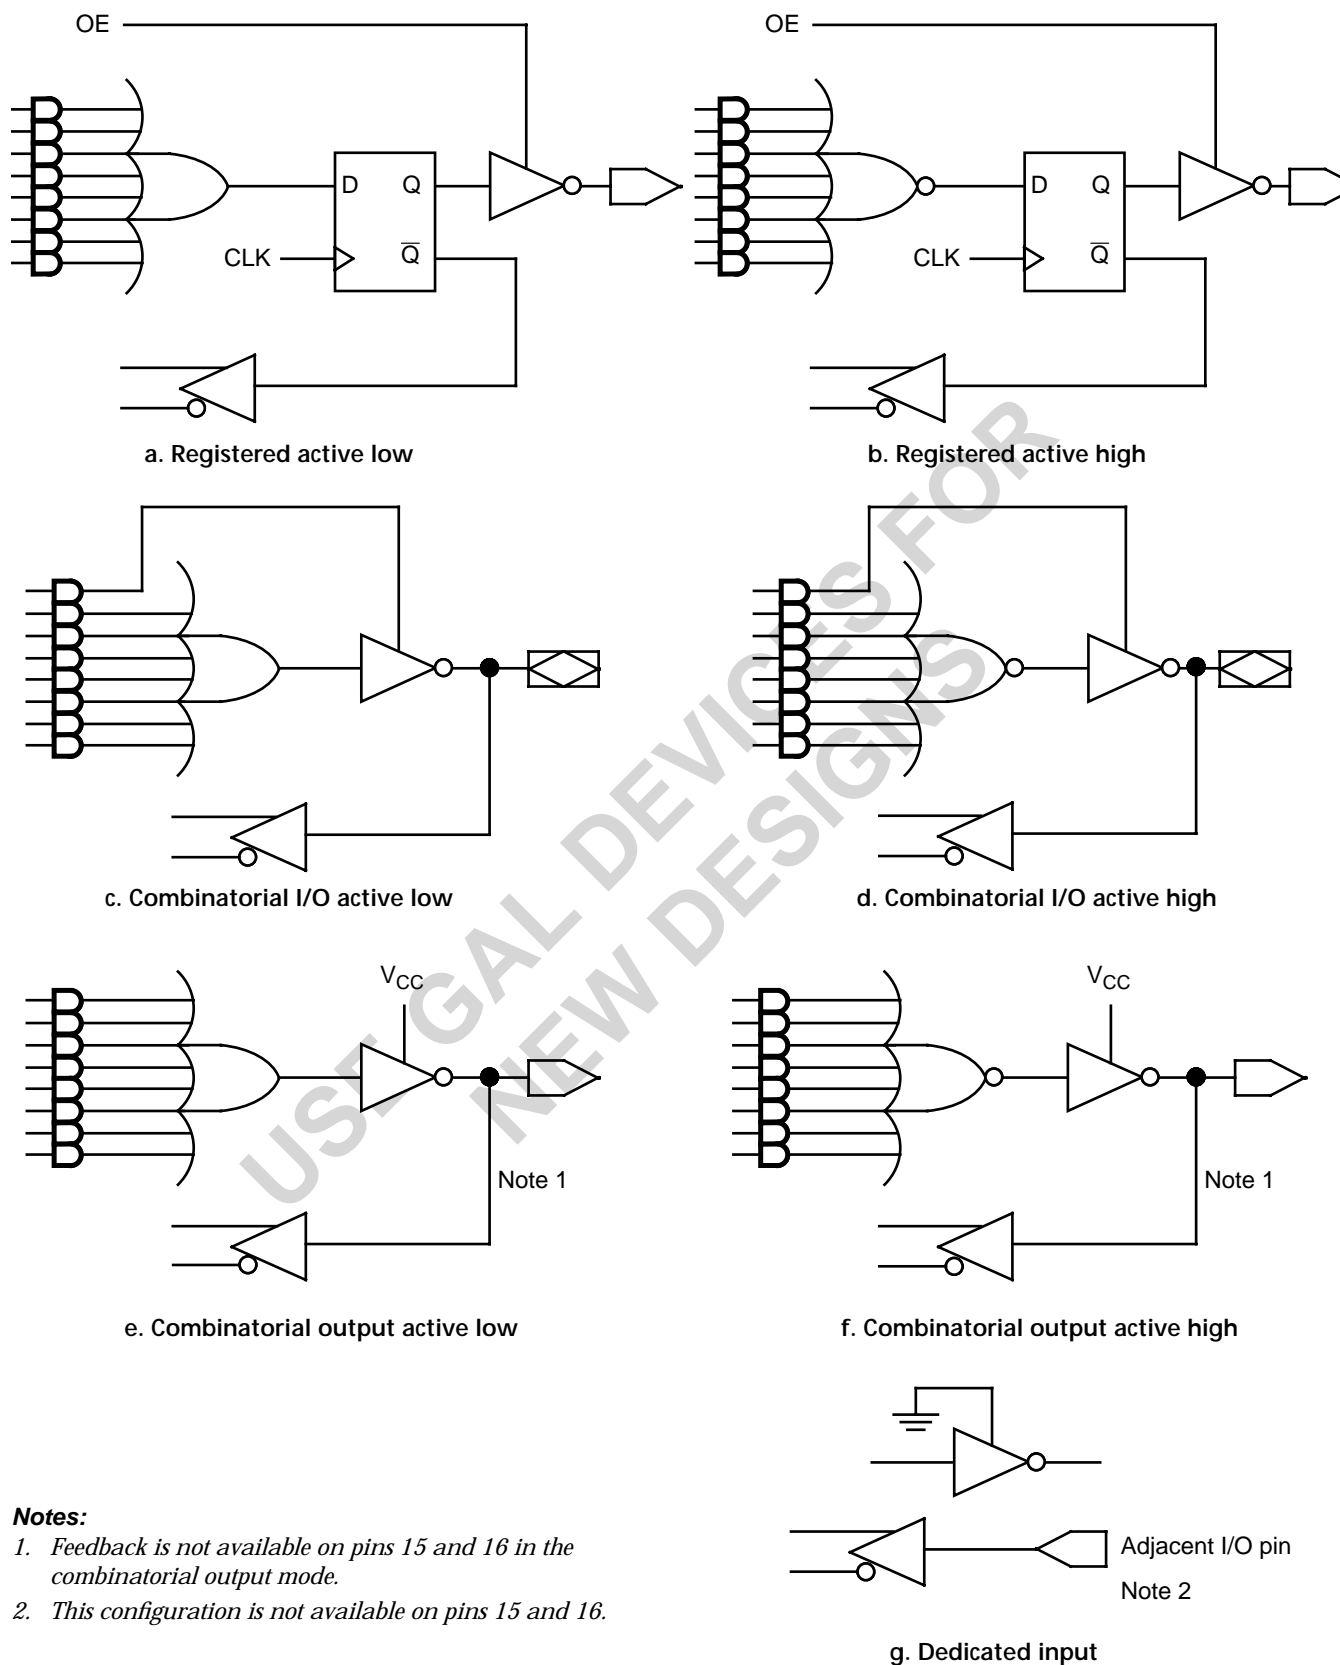 OE
OE
D Q
CLK Q
D Q
CLK Q
a. Registered active low
b. Registered active high
c. Combinatorial I/O active low
d. Combinatorial I/O active high
VCC
VCC
Note 1
Note 1
e. Combinatorial output active low
f. Combinatorial output active high
Notes:
1. Feedback is not available on pins 15 and 16 in the
combinatorial output mode.
2. This configuration is not available on pins 15 and 16.
Adjacent I/O pin
Note 2
g. Dedicated input
USE GAL DEVICES FOR
NEW DESIGNS